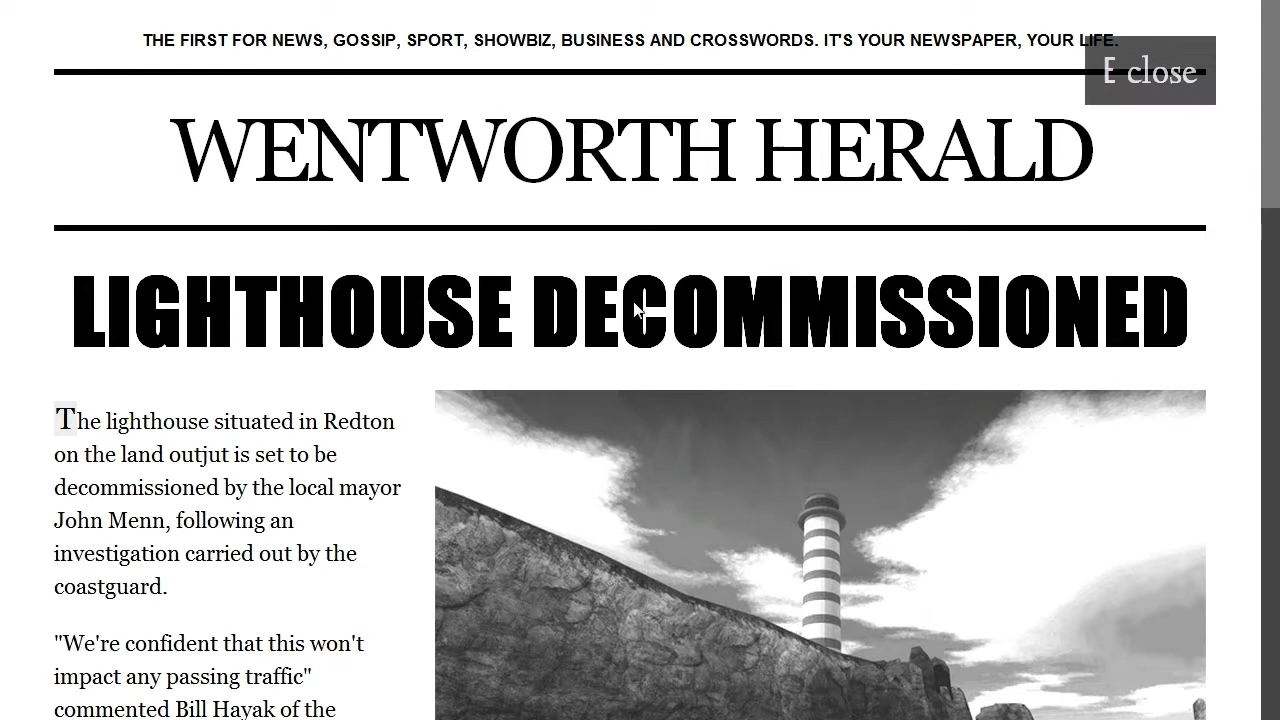 THE FIRST FOR NEWS, GOSSIP, SPORT, SHOWBIZ, BUSINESS AND CROSSWORDS. IT'S YOUR NEWSPAPER, YOUR LIFE.
E close
WENTWORTH HERALD
LIGHTHOUSE DECOMMISSIONED
The lighthouse situated in Redton
on the land outjut is set to be
decommissioned by the local mayor
John Menn, following an
investigation carried out by the
coastguard.
"We're confident that this won't
impact any passing traffic"
commented Bill Hayak of the